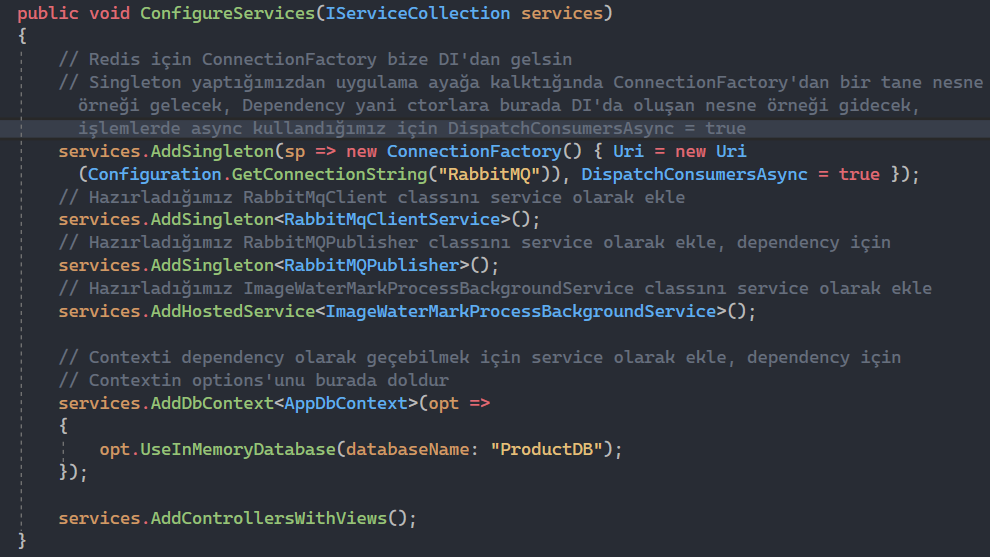 public void ConfigureServices(IServiceCollection services)
{
// Redis için ConnectionFactory bize DI'dan gelsin
// Singleton yaptığımızdan uygulama ayağa kalktığında ConnectionFactory'dan bir tane nesne
örneği gelecek, Dependency yani ctorlara burada DI'da oluşan nesne örneği gidecek,
işlemlerde async kullandığımız için DispatchConsumersAsync = true
services.AddSingleton(sp => new ConnectionFactory() { Uri = new Uri
(Configuration.GetConnectionString("RabbitMQ")), DispatchConsumersAsync = true });
// Hazırladığımız RabbitMqClient classını service olarak ekle
services.AddSingleton<RabbitMqClientService>();
// Hazırladığımız RabbitMQPublisher classını service olarak ekle, dependency için
services.AddSingleton<RabbitMQPublisher>();
// Hazırladığımız ImageWaterMarkProcessBackgroundService classını service olarak ekle
services.AddHostedService<ImageWaterMarkProcessBackgroundService>();
// Contexti dependency olarak geçebilmek için service olarak ekle, dependency için
// Contextin options'unu burada doldur
services.AddDbContext<AppDbContext>(opt =>
{
opt.UseInMemoryDatabase(databaseName: "ProductDB");
});
services.AddControllersWithViews();
}